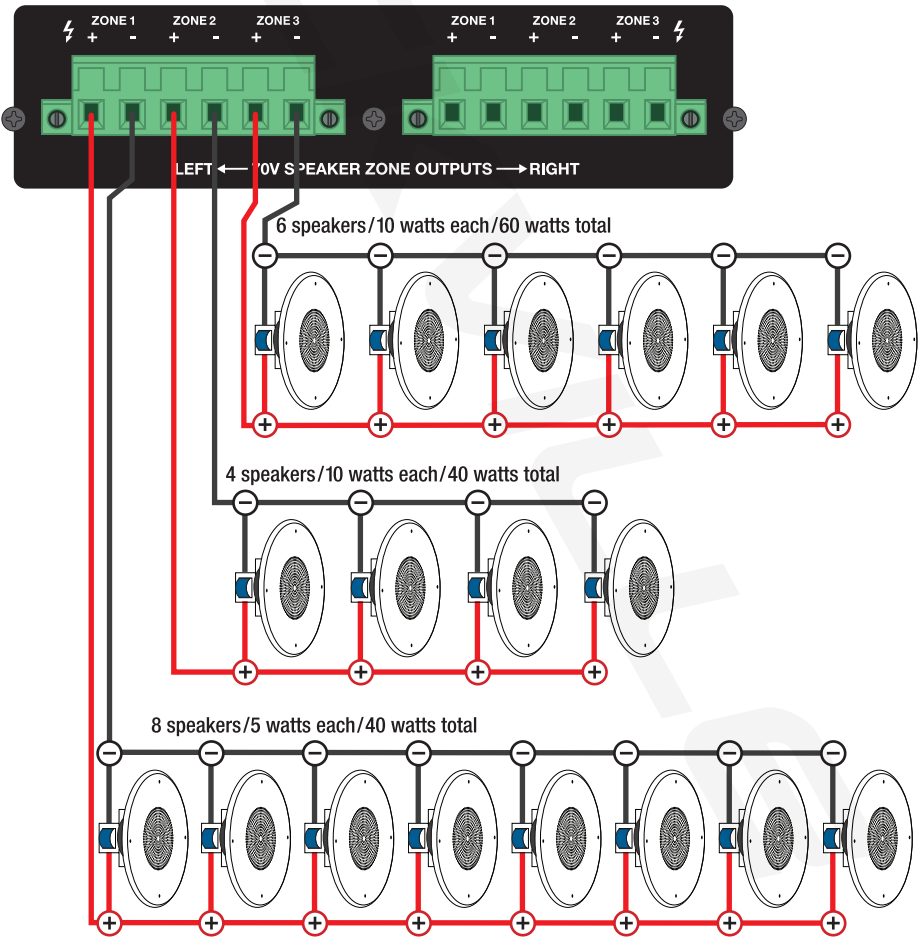 ZONE 1 ZONE 2 ZONE 3
+ - + - + -
ZONE 1 ZONE 2 ZONE 3
+ - + - + -
LEFT ← 70V SPEAKER ZONE OUTPUTS → RIGHT
6 speakers/10 watts each/60 watts total
4 speakers/10 watts each/40 watts total
8 speakers/5 watts each/40 watts total